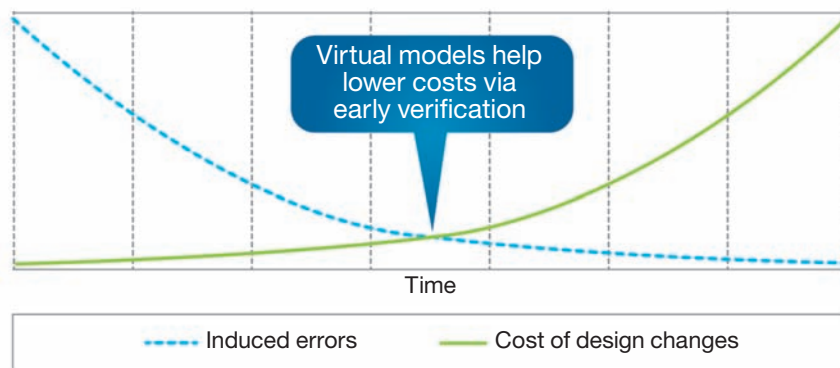 Virtual models help
lower costs via
early verification
Time
Induced errors
Cost of design changes